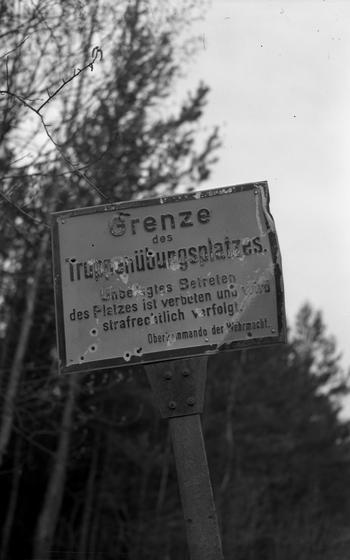 Grenze
des
Truppenübungsplatzes.
Unbefugtes Betreten
des Platzes ist verboten und wird
strafrechtlich verfolgt.
Oberkommando der Wehrmacht.